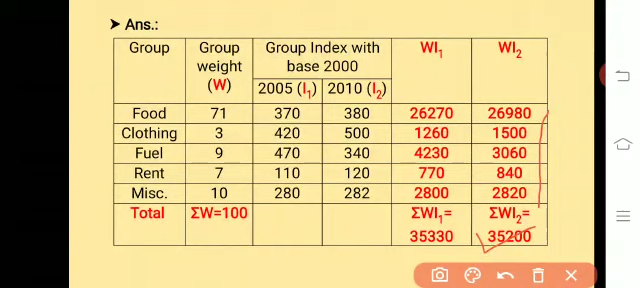 ➤ Ans.:
Group Group weight (W) Group Index with base 2000 WI₁ WI₂
2005 (I₁) 2010 (I₂)
Food 71 370 380 26270 26980
Clothing 3 420 500 1260 1500
Fuel 9 470 340 4230 3060
Rent 7 110 120 770 840
Misc. 10 280 282 2800 2820
Total ΣW=100 ΣWI₁= 35330 ΣWI₂= 35200